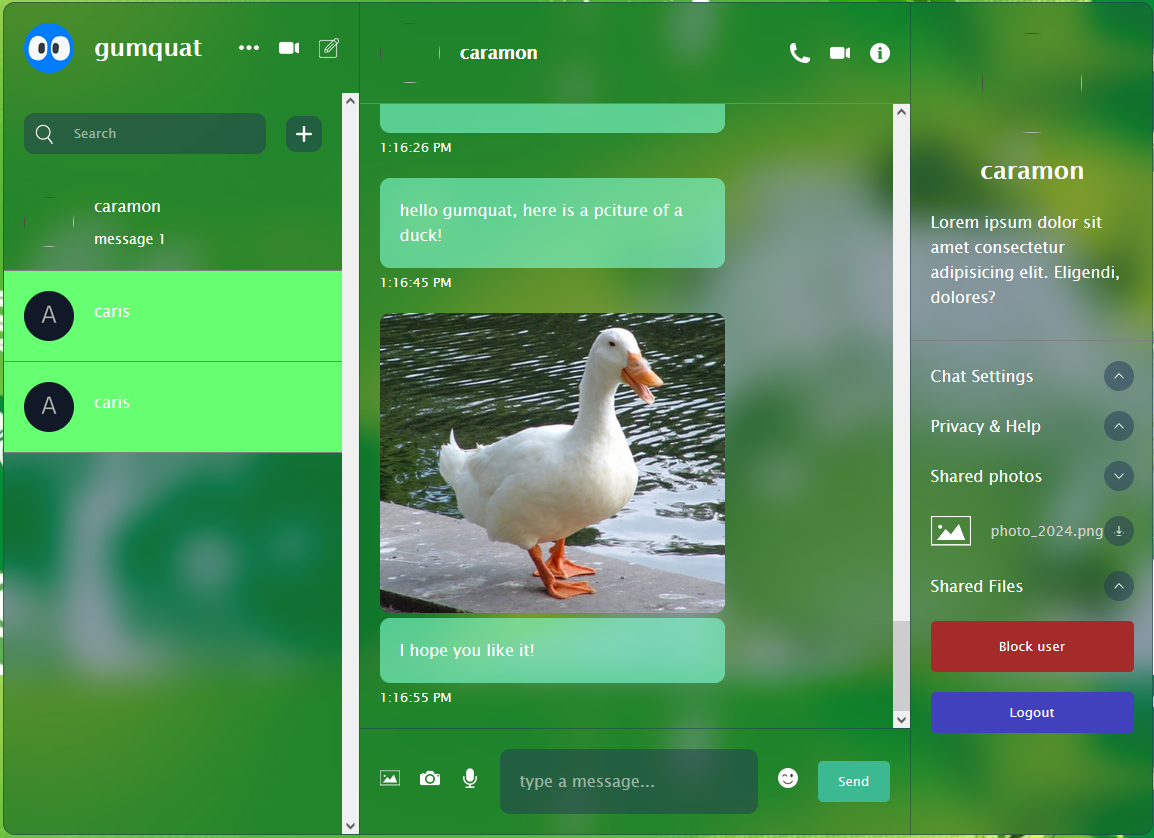 gumquat
Search
caramon
message 1
A
caris
A
caris
caramon
1:16:26 PM
hello gumquat, here is a pciture of a
duck!
1:16:45 PM
I hope you like it!
1:16:55 PM
type a message...
Send
caramon
Lorem ipsum dolor sit
amet consectetur
adipisicing elit. Eligendi,
dolores?
Chat Settings
Privacy & Help
Shared photos
photo_2024.png
Shared Files
Block user
Logout